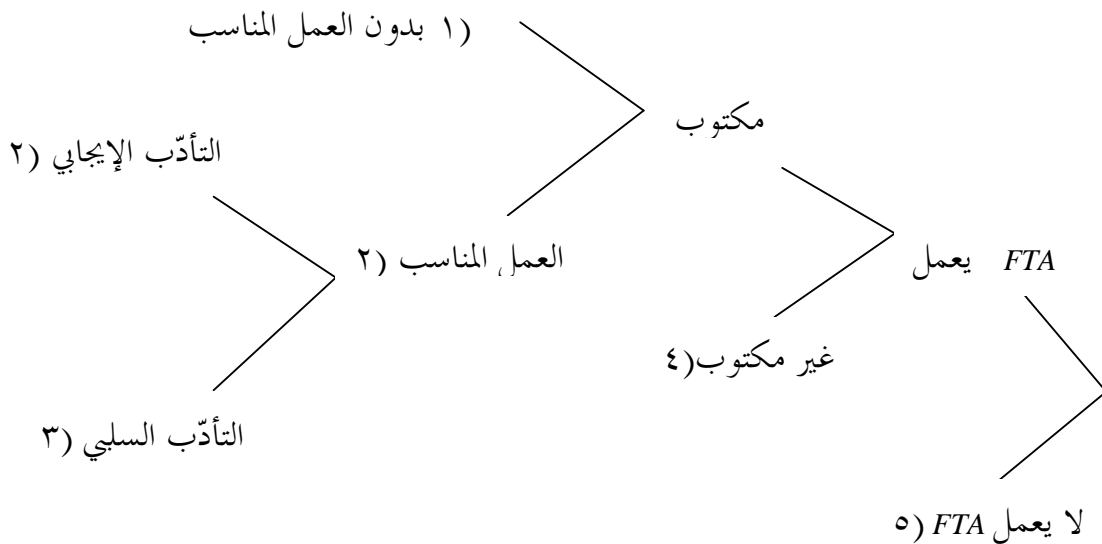 ١) بدون العمل المناسب
مكتوب
التأدّب الإيجابي (٢
العمل المناسب (٢
FTA يعمل
غير مكتوب(٤
التأدّب السلبي (٣
لا يعمل FTA (٥